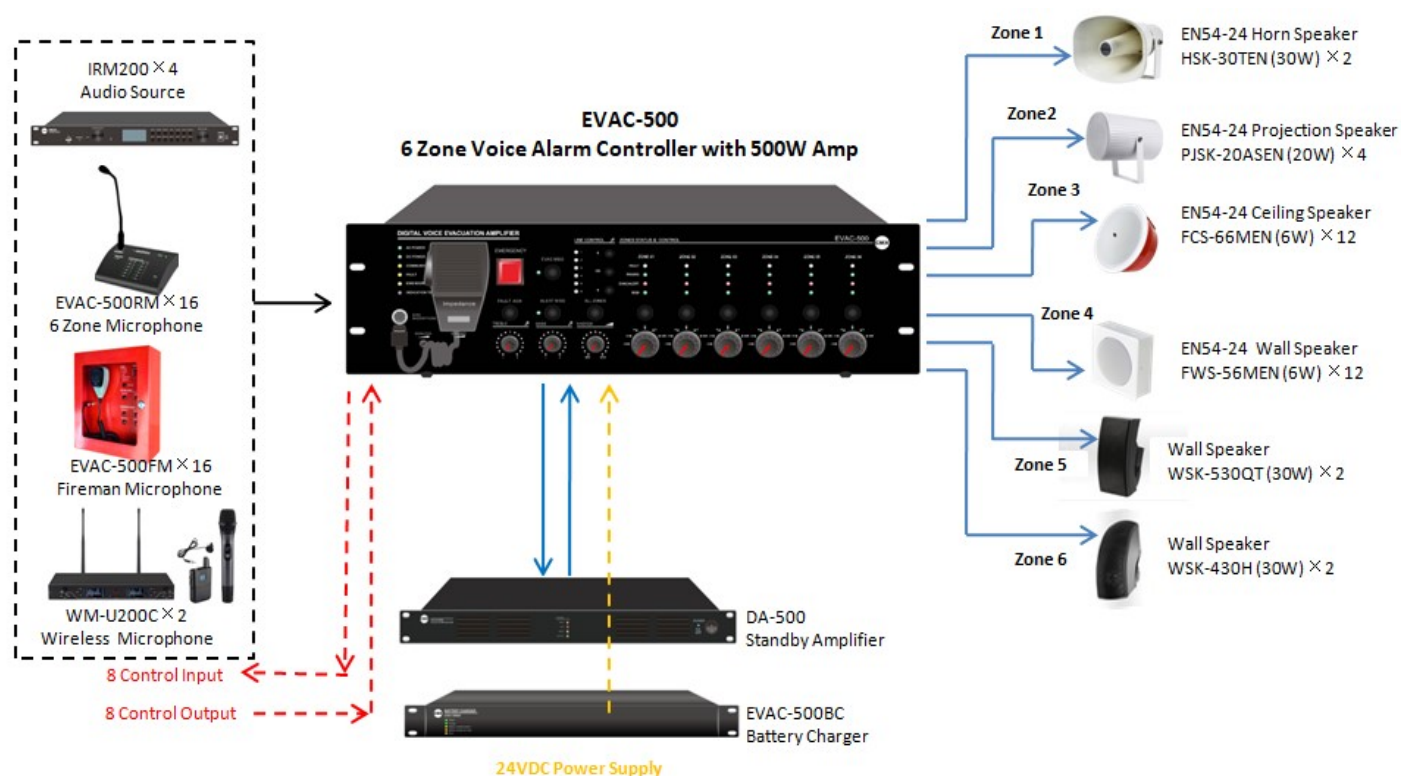 IRM200×4
Audio Source
EVAC-500RM×16
6 Zone Microphone
EVAC-500FM×16
Fireman Microphone
WM-U200C×2
Wireless Microphone
8 Control Input
8 Control Output
EVAC-500
6 Zone Voice Alarm Controller with 500W Amp
DIGITAL VOICE EVACUATION AMPLIFIER
EVAC-500
EMERGENCY
impedance
DA-500
Standby Amplifier
EVAC-500BC
Battery Charger
24VDC Power Supply
Zone 1
EN54-24 Horn Speaker
HSK-30TEN (30W) ×2
Zone2
EN54-24 Projection Speaker
PJSK-20ASEN (20W) ×4
Zone 3
EN54-24 Ceiling Speaker
FCS-66MEN (6W) ×12
Zone 4
EN54-24 Wall Speaker
FWS-56MEN (6W) ×12
Zone 5
Wall Speaker
WSK-530QT (30W) ×2
Zone 6
Wall Speaker
WSK-430H (30W) ×2